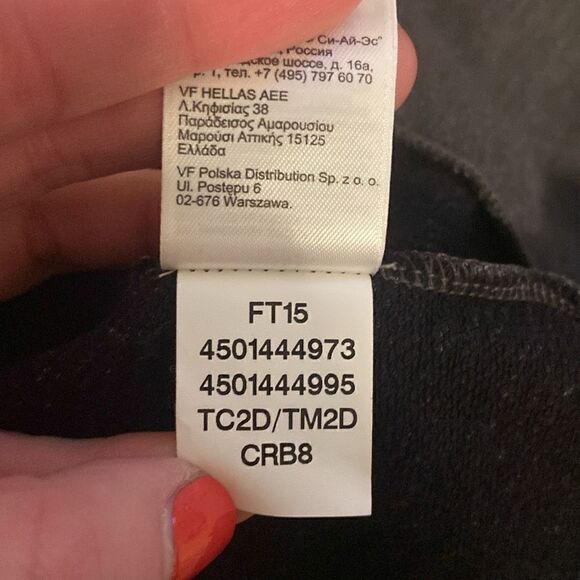 Си-Ай-Эс"
Россия
шоссе, д. 16а,
тел. +7 (495) 797 60 70
VF HELLAS AEE
Λ.Κηφισίας 38
Παράδεισος Αμαρουσίου
Μαρούσι Αττικής 15125
Ελλάδα
VF Polska Distribution Sp. z o. o.
Ul. Postępu 6
02-676 Warszawa.
FT15
4501444973
4501444995
TC2D/TM2D
CRB8